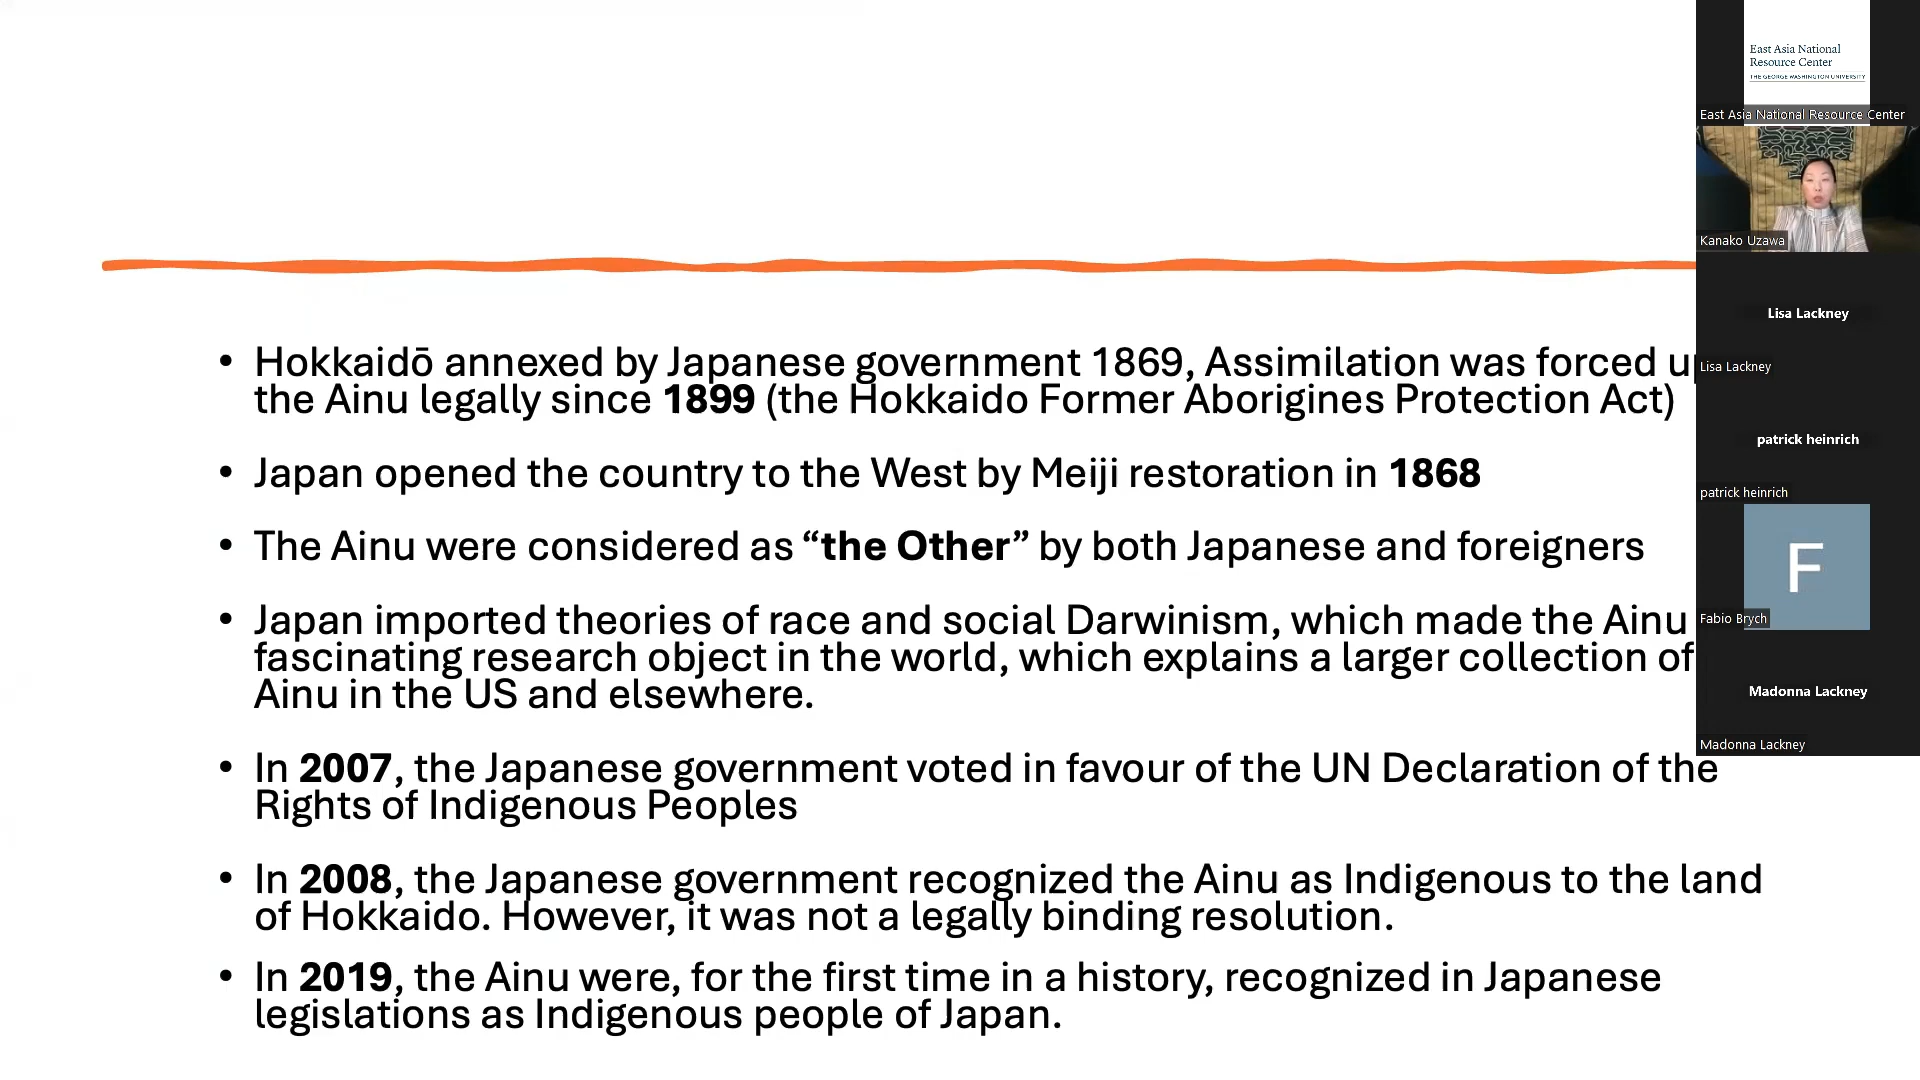 • Hokkaidō annexed by Japanese government 1869, Assimilation was forced
the Ainu legally since 1899 (the Hokkaido Former Aborigines Protection Act)
• Japan opened the country to the West by Meiji restoration in 1868
• The Ainu were considered as “the Other” by both Japanese and foreigners
• Japan imported theories of race and social Darwinism, which made the Ainu
fascinating research object in the world, which explains a larger collection of
Ainu in the US and elsewhere.
• In 2007, the Japanese government voted in favour of the UN Declaration of the
Rights of Indigenous Peoples
• In 2008, the Japanese government recognized the Ainu as Indigenous to the land
of Hokkaido. However, it was not a legally binding resolution.
• In 2019, the Ainu were, for the first time in a history, recognized in Japanese
legislations as Indigenous people of Japan.
East Asia National
Resource Center
THE GEORGE WASHINGTON UNIVERSITY
East Asia National Resource Center
Kanako Uzawa
Lisa Lackney
Lisa Lackney
patrick heinrich
patrick heinrich
F
Fabio Brych
Madonna Lackney
Madonna Lackney